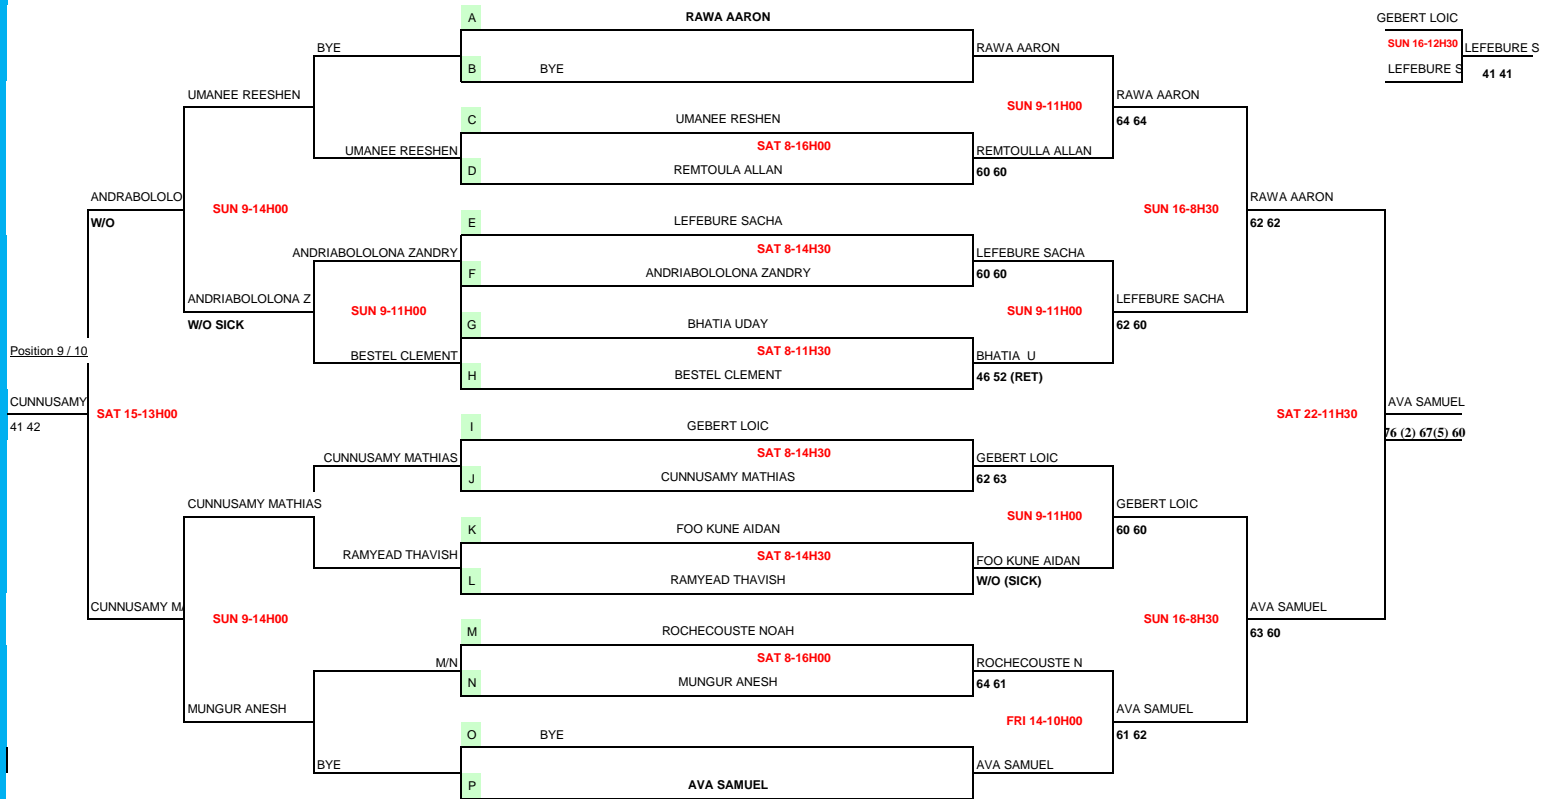 A RAWA AARON
GEBERT LOIC
BYE
RAWA AARON
SUN 16-12H30
LEFEBURE S
B BYE
LEFEBURE S
41 41
UMANEE REESHEN
SUN 9-11H00
RAWA AARON
C UMANEE RESHEN
64 64
UMANEE REESHEN
SAT 8-16H00
REMTOULLA ALLAN
D REMTOULA ALLAN
60 60
ANDRABOLOLO
SUN 9-14H00
SUN 16-8H30
RAWA AARON
W/O
E LEFEBURE SACHA
62 62
ANDRIABOLOLONA ZANDRY
SAT 8-14H30
LEFEBURE SACHA
F ANDRIABOLOLONA ZANDRY
60 60
ANDRIABOLOLONA Z
SUN 9-11H00
SUN 9-11H00
LEFEBURE SACHA
W/O SICK
G BHATIA UDAY
62 60
Position 9 / 10
BESTEL CLEMENT
SAT 8-11H30
BHATIA U
H BESTEL CLEMENT
46 52 (RET)
CUNNUSAMY
SAT 15-13H00
SAT 22-11H30
AVA SAMUEL
41 42
I GEBERT LOIC
76 (2) 67(5) 60
CUNNUSAMY MATHIAS
SAT 8-14H30
GEBERT LOIC
J CUNNUSAMY MATHIAS
62 63
CUNNUSAMY MATHIAS
SUN 9-11H00
GEBERT LOIC
K FOO KUNE AIDAN
60 60
RAMYEAD THAVISH
SAT 8-14H30
FOO KUNE AIDAN
L RAMYEAD THAVISH
W/O (SICK)
CUNNUSAMY MA
SUN 9-14H00
SUN 16-8H30
AVA SAMUEL
M ROCHECOUSTE NOAH
63 60
M/N
SAT 8-16H00
ROCHECOUSTE N
N MUNGUR ANESH
64 61
MUNGUR ANESH
FRI 14-10H00
AVA SAMUEL
O BYE
61 62
BYE
AVA SAMUEL
P AVA SAMUEL